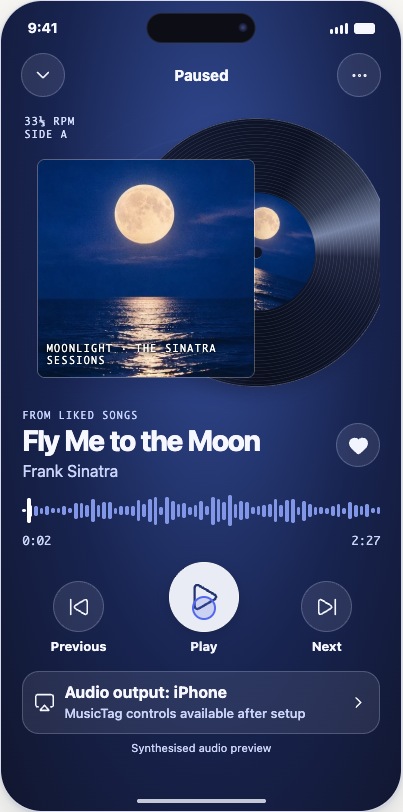 9:41
Paused
33⅓ RPM
SIDE A
MOONLIGHT · THE SINATRA
SESSIONS
FROM LIKED SONGS
Fly Me to the Moon
Frank Sinatra
0:02
2:27
Previous
Play
Next
Audio output: iPhone
MusicTag controls available after setup
Synthesised audio preview